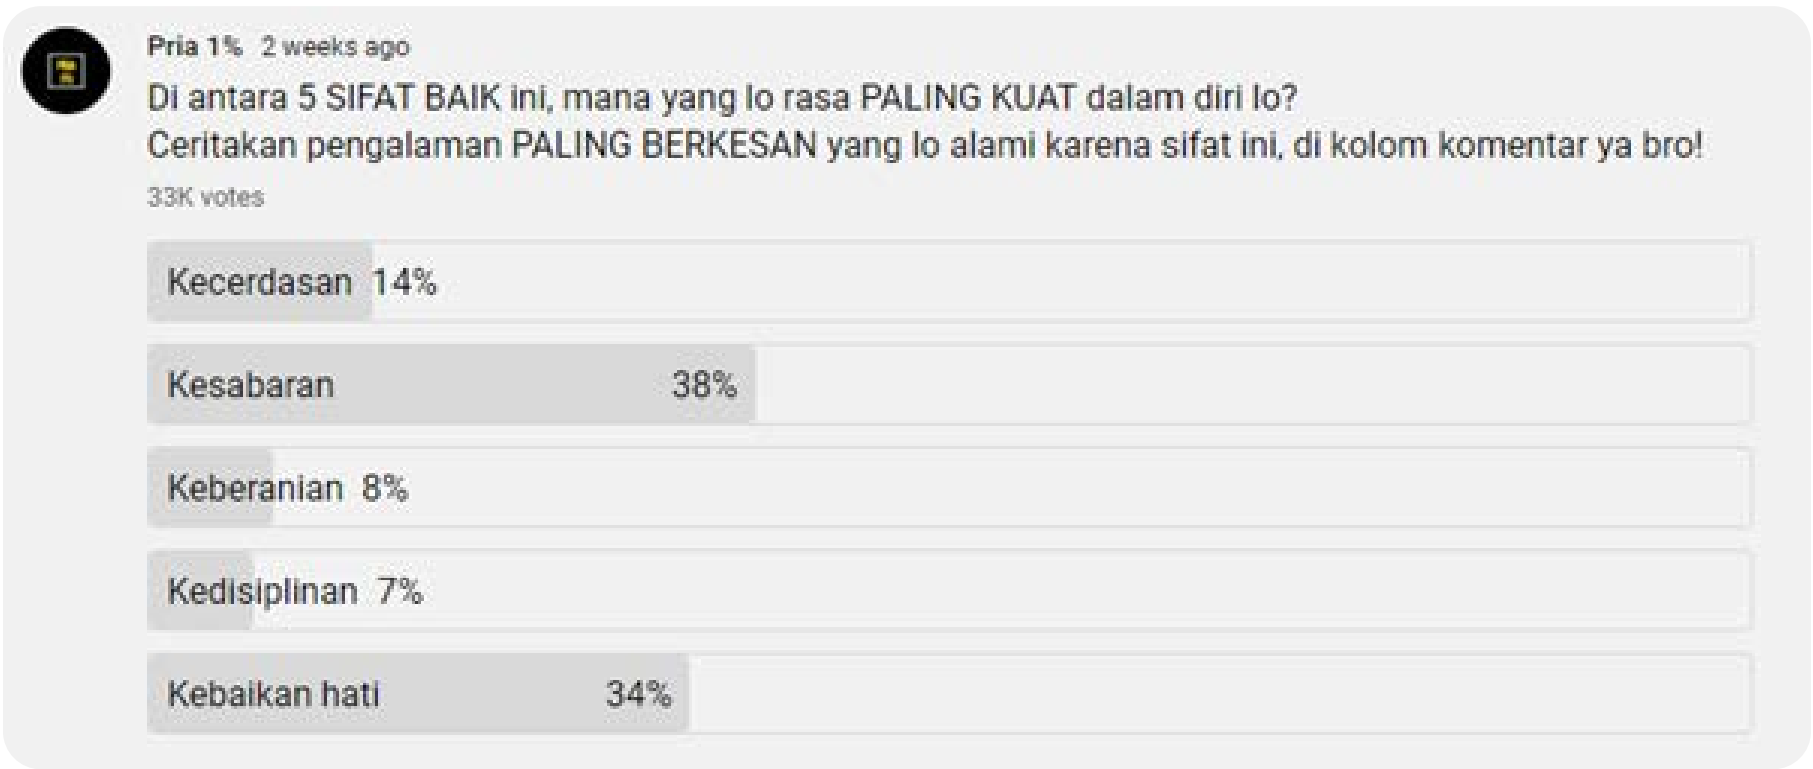 Pria 1% 2 weeks ago
Di antara 5 SIFAT BAIK ini, mana yang lo rasa PALING KUAT dalam diri lo?
Ceritakan pengalaman PALING BERKESAN yang lo alami karena sifat ini, di kolom komentar ya bro!
33K votes
Kecerdasan 14%
Kesabaran 38%
Keberanian 8%
Kedisiplinan 7%
Kebaikan hati 34%